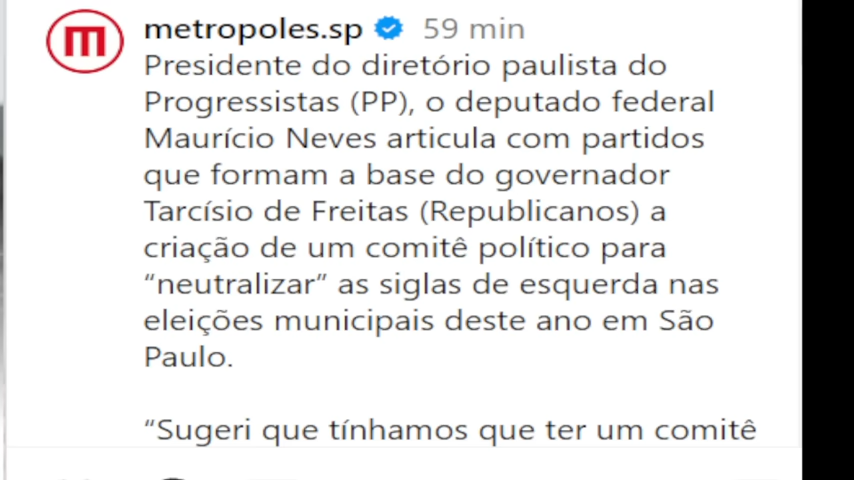 metropoles.sp 59 min
Presidente do diretório paulista do
Progressistas (PP), o deputado federal
Maurício Neves articula com partidos
que formam a base do governador
Tarcísio de Freitas (Republicanos) a
criação de um comitê político para
“neutralizar” as siglas de esquerda nas
eleições municipais deste ano em São
Paulo.
“Sugeri que tínhamos que ter um comitê